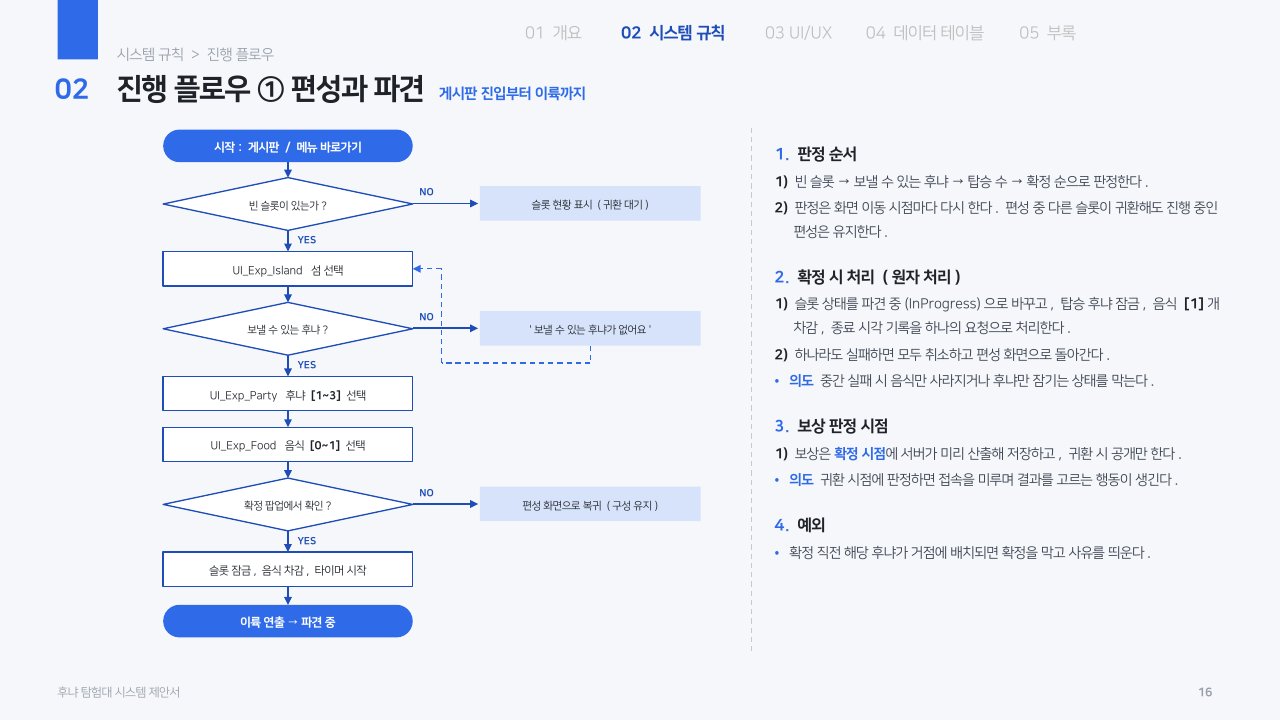 01 개요
02 시스템 규칙
03 UI/UX
04 데이터 테이블
05 부록
시스템 규칙 > 진행 플로우
02 진행 플로우 ① 편성과 파견 게시판 진입부터 이륙까지
시작 : 게시판 / 메뉴 바로가기
빈 슬롯이 있는가 ?
NO
슬롯 현황 표시 ( 귀환 대기 )
YES
UI_Exp_Island 섬 선택
보낼 수 있는 후냐 ?
NO
' 보낼 수 있는 후냐가 없어요 '
YES
UI_Exp_Party 후냐 [1~3] 선택
UI_Exp_Food 음식 [0~1] 선택
확정 팝업에서 확인 ?
NO
편성 화면으로 복귀 ( 구성 유지 )
YES
슬롯 잠금 , 음식 차감 , 타이머 시작
이륙 연출 → 파견 중
1. 판정 순서
1) 빈 슬롯 → 보낼 수 있는 후냐 → 탑승 수 → 확정 순으로 판정한다 .
2) 판정은 화면 이동 시점마다 다시 한다 . 편성 중 다른 슬롯이 귀환해도 진행 중인
편성은 유지한다 .
2. 확정 시 처리 ( 원자 처리 )
1) 슬롯 상태를 파견 중 (InProgress) 으로 바꾸고 , 탑승 후냐 잠금 , 음식 [1] 개
차감 , 종료 시각 기록을 하나의 요청으로 처리한다 .
2) 하나라도 실패하면 모두 취소하고 편성 화면으로 돌아간다 .
• 의도 중간 실패 시 음식만 사라지거나 후냐만 잠기는 상태를 막는다 .
3. 보상 판정 시점
1) 보상은 확정 시점에 서버가 미리 산출해 저장하고 , 귀환 시 공개만 한다 .
• 의도 귀환 시점에 판정하면 접속을 미루며 결과를 고르는 행동이 생긴다 .
4. 예외
• 확정 직전 해당 후냐가 거점에 배치되면 확정을 막고 사유를 띄운다 .
후냐 탐험대 시스템 제안서
16